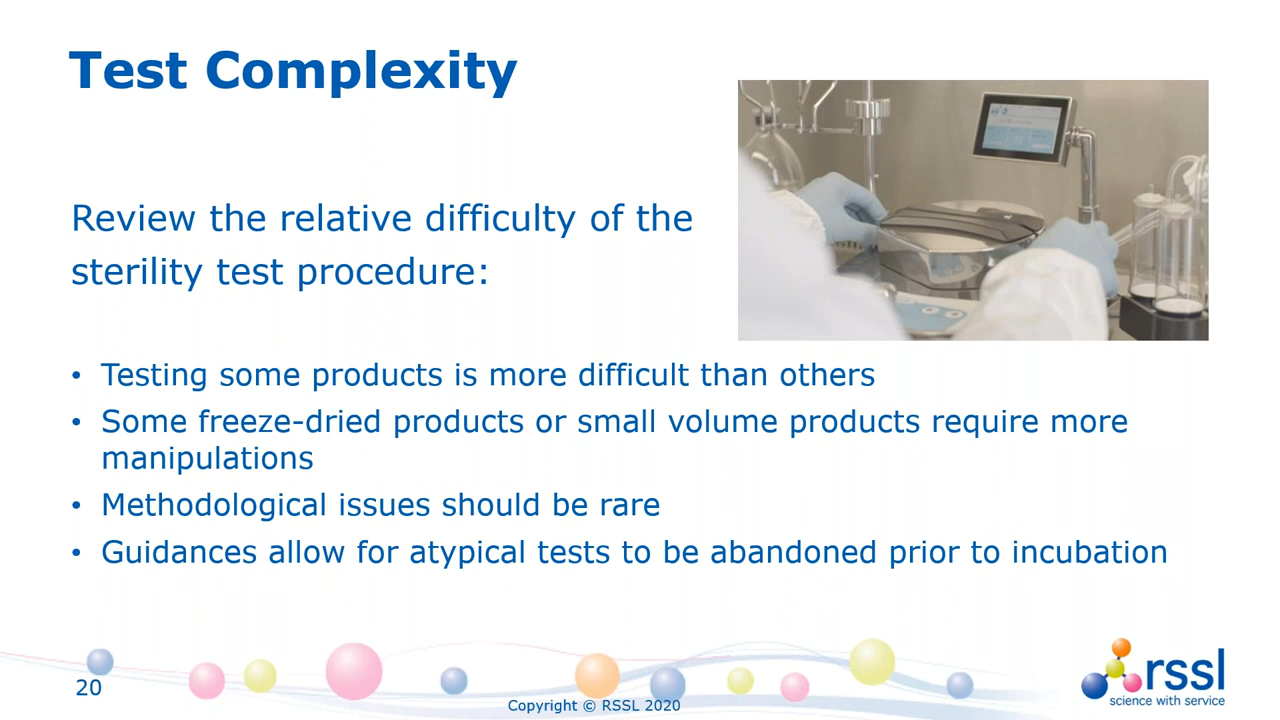 Test Complexity
Review the relative difficulty of the
sterility test procedure:
• Testing some products is more difficult than others
• Some freeze-dried products or small volume products require more
manipulations
• Methodological issues should be rare
• Guidances allow for atypical tests to be abandoned prior to incubation
20
Copyright © RSSL 2020
rssl
science with service